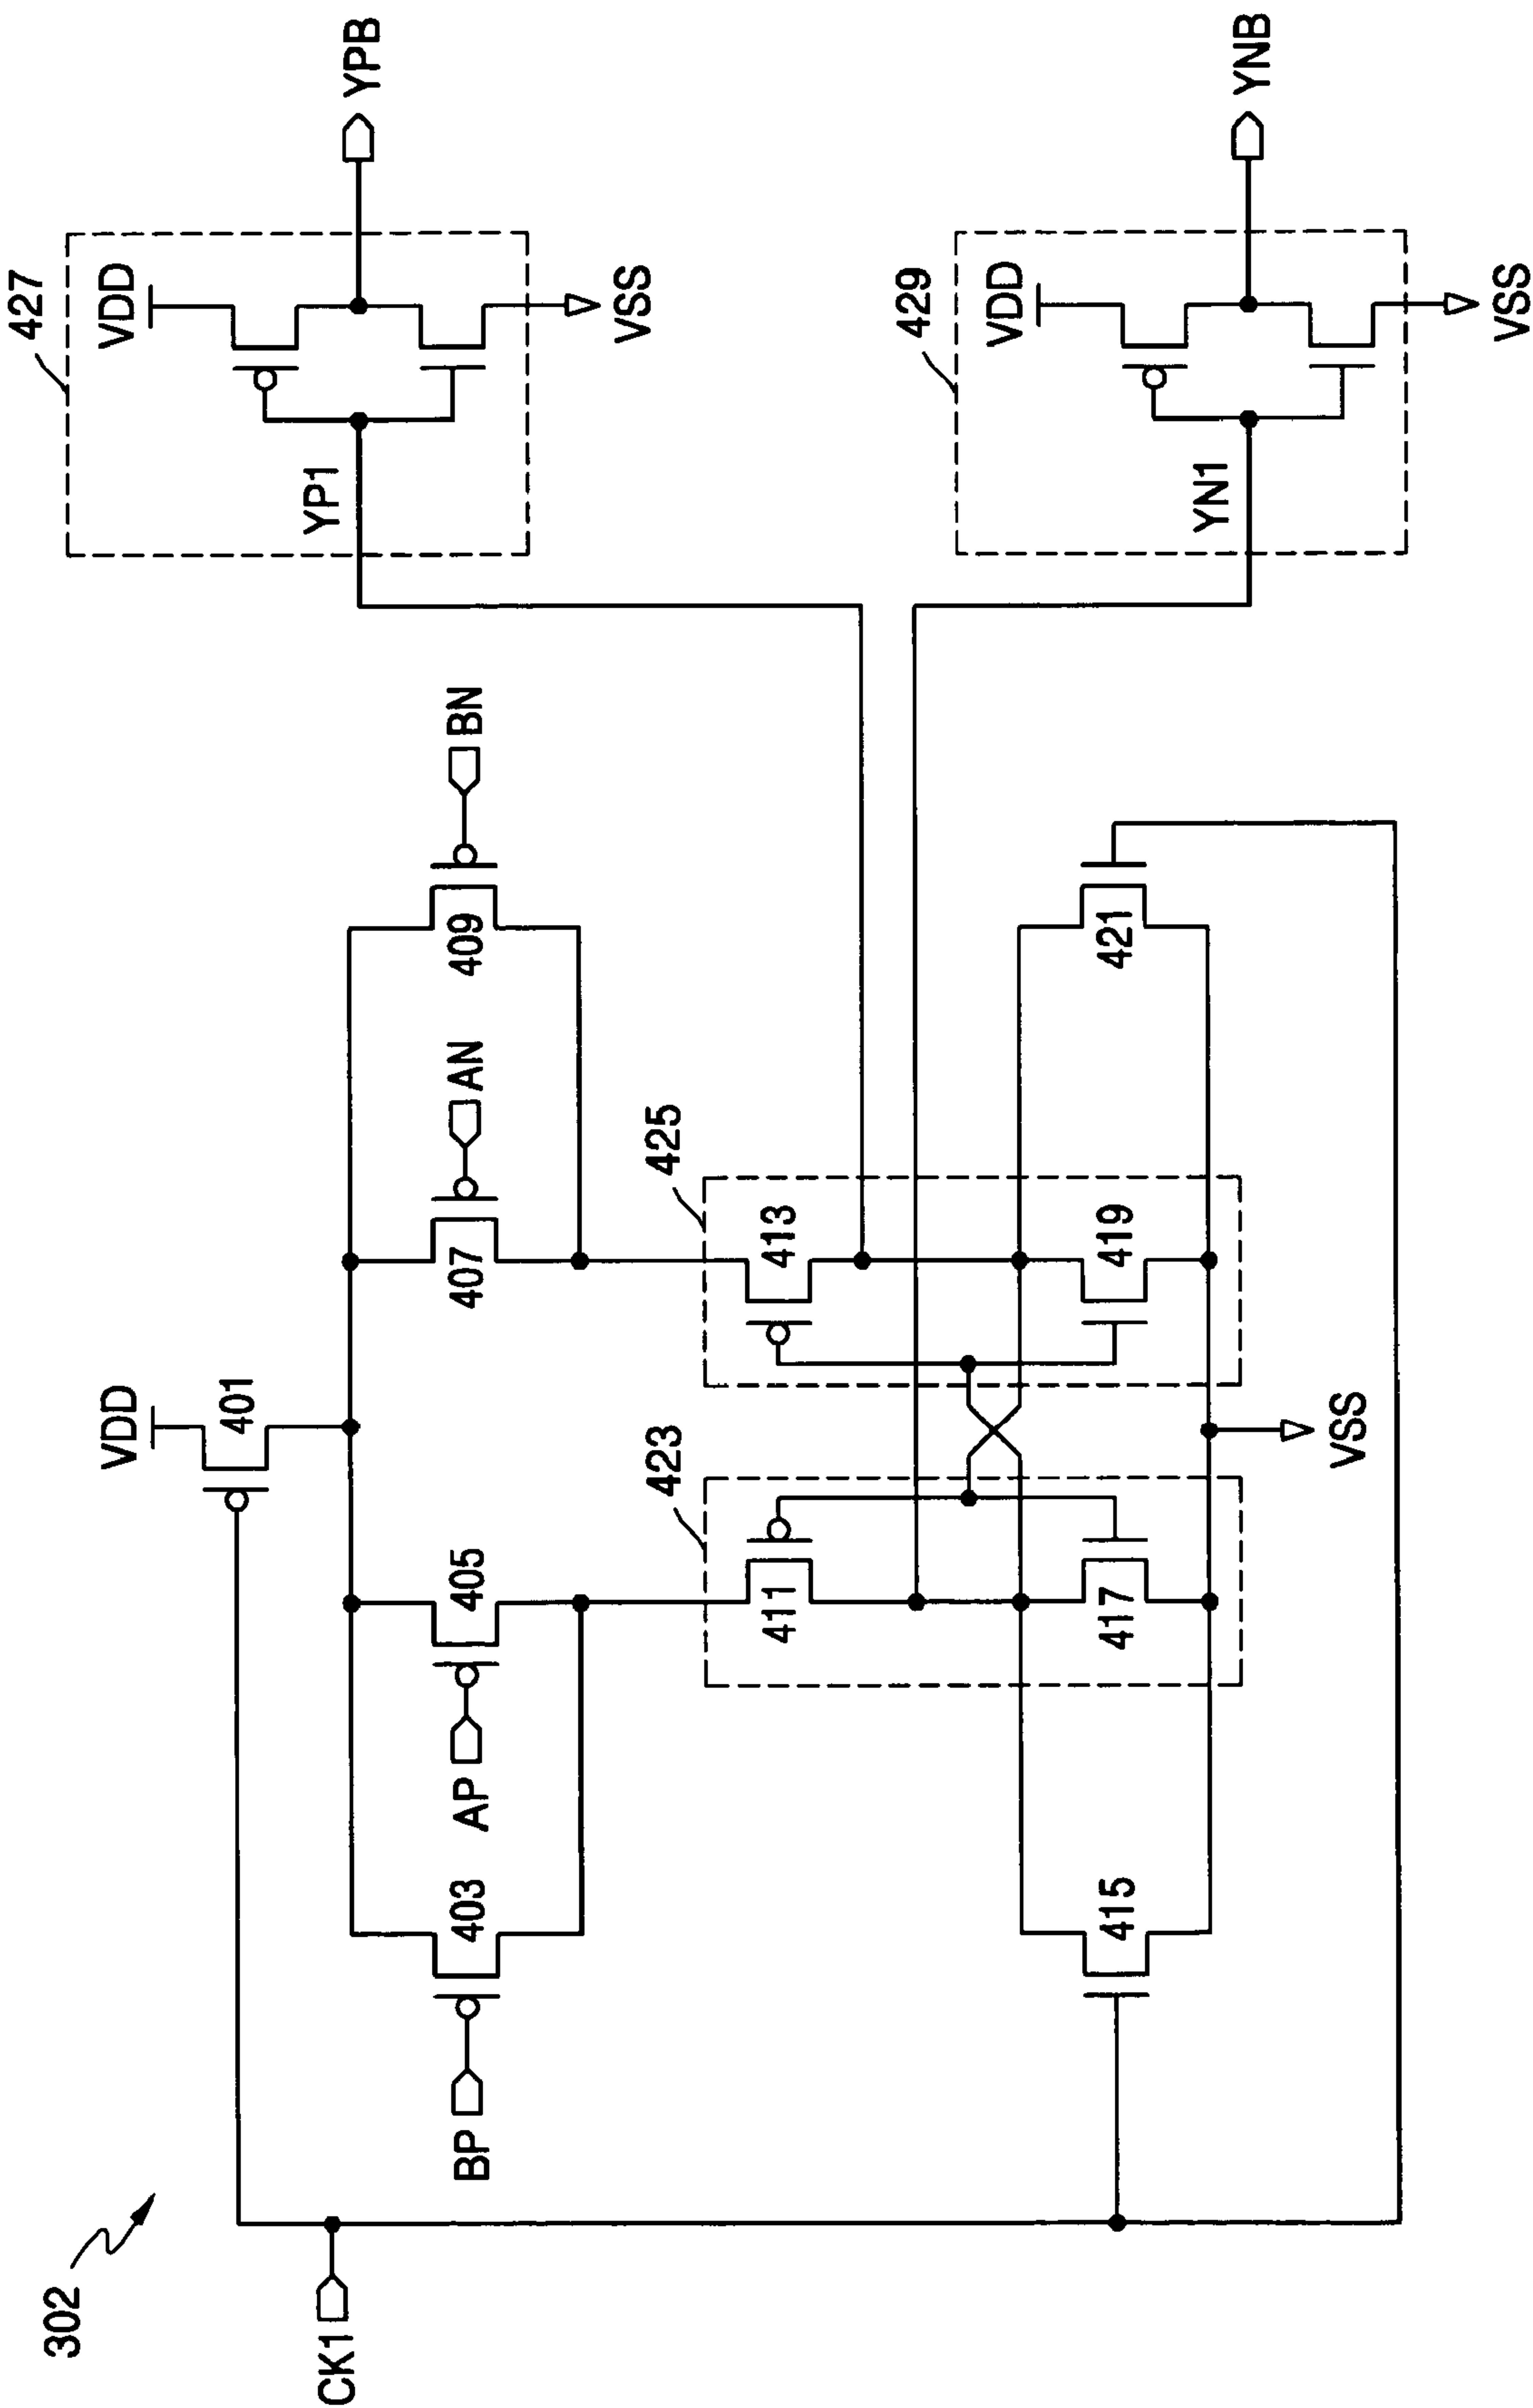 302
CK1
VDD
401
BP
403
AP
405
407
AN
409
BN
423
425
411
413
415
417
419
421
VSS
427
VDD
YP1
YPB
VSS
429
VDD
YN1
YNB
VSS